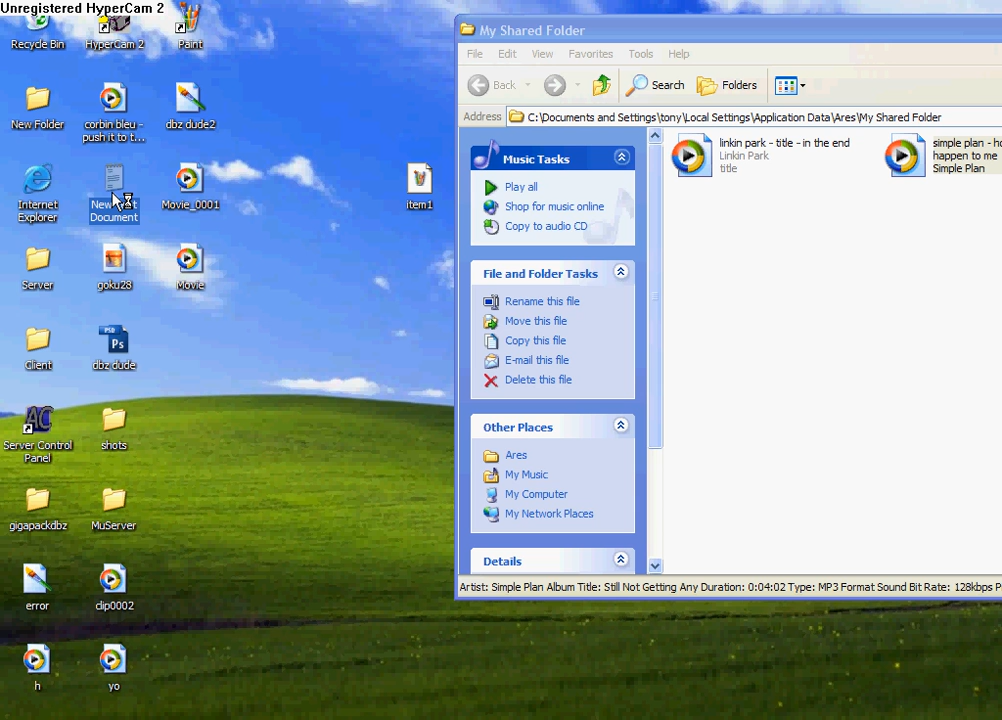 Unregistered HyperCam 2
Recycle Bin
HyperCam 2
Paint
New Folder
corbin bleu -
push it to t...
dbz dude2
Internet
Explorer
Document
Movie_0001
item1
Server
goku28
Movie
Client
PSD
Ps
dbz dude
AC
Server Control
Panel
shots
gigapackdbz
MuServer
error
clip0002
h
yo
My Shared Folder
File Edit View Favorites Tools Help
Back Search Folders
Address C:\Documents and Settings\tony\Local Settings\Application Data\Ares\My Shared Folder
Music Tasks
Play all
Shop for music online
Copy to audio CD
File and Folder Tasks
Rename this file
Move this file
Copy this file
E-mail this file
Delete this file
Other Places
Ares
My Music
My Computer
My Network Places
Details
linkin park - title - in the end
Linkin Park
title
simple plan - ho
happen to me
Simple Plan
Artist: Simple Plan Album Title: Still Not Getting Any Duration: 0:04:02 Type: MP3 Format Sound Bit Rate: 128kbps P